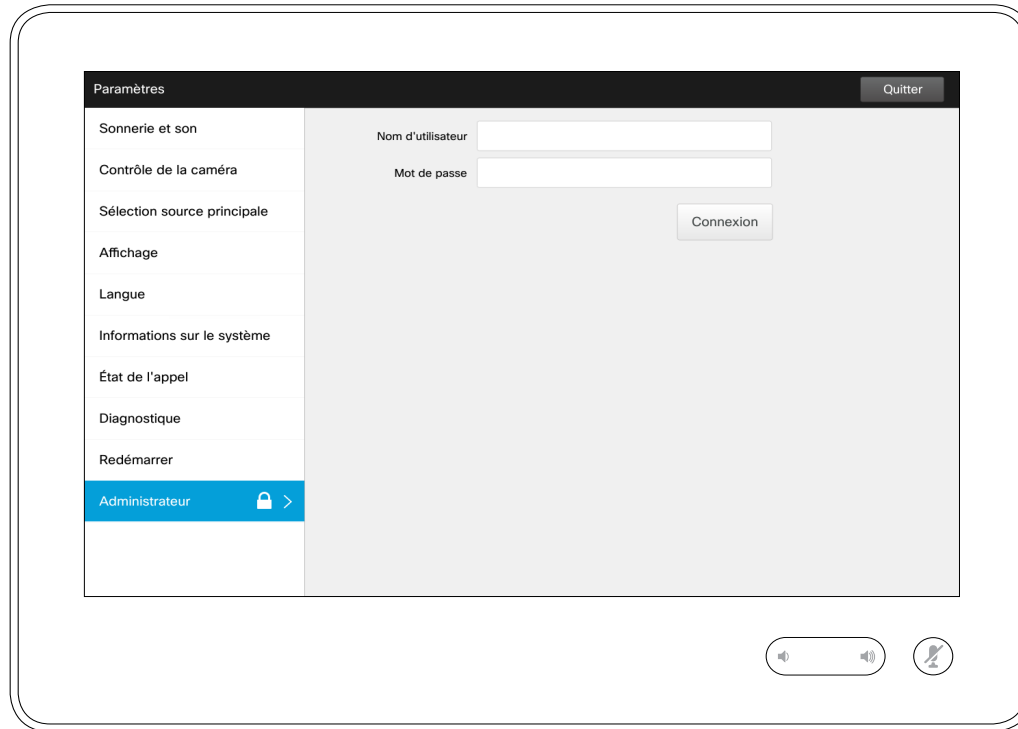 Paramètres
Quitter
Sonnerie et son
Contrôle de la caméra
Sélection source principale
Affichage
Langue
Informations sur le système
État de l'appel
Diagnostique
Redémarrer
Administrateur
Nom d'utilisateur
Mot de passe
Connexion